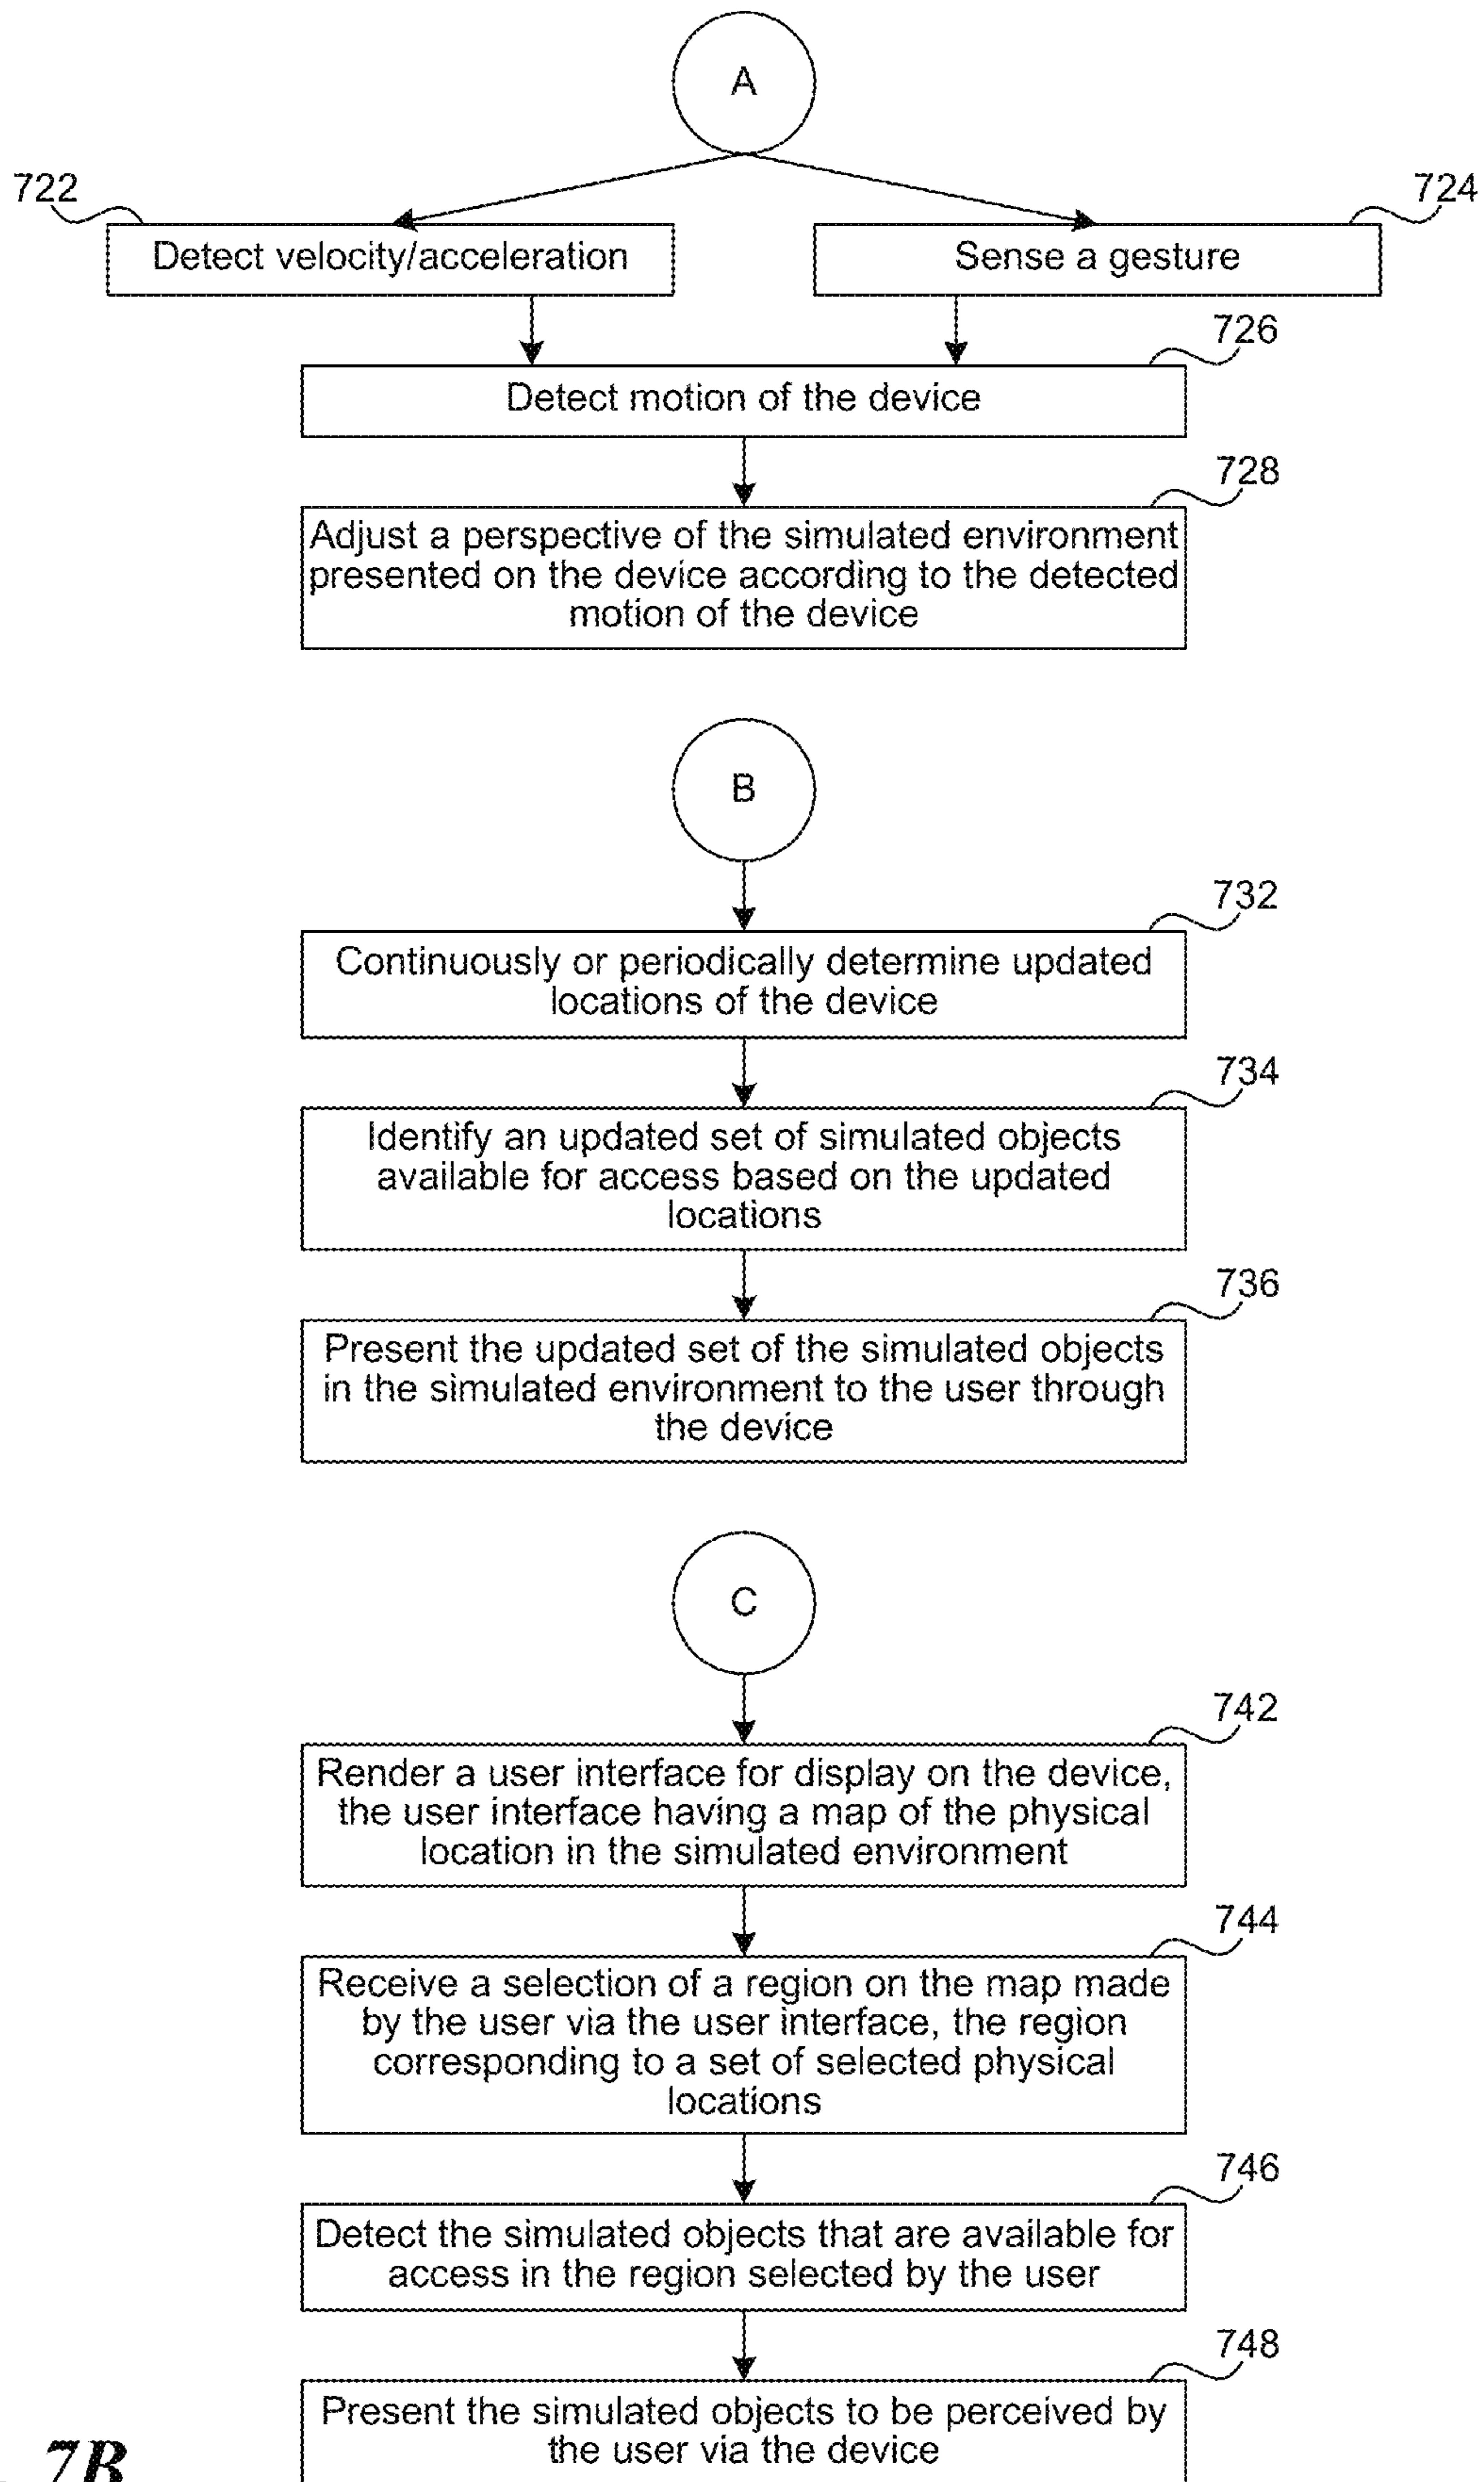 A
722
724
Detect velocity/acceleration
Sense a gesture
726
Detect motion of the device
728
Adjust a perspective of the simulated environment
presented on the device according to the detected
motion of the device
B
732
Continuously or periodically determine updated
locations of the device
734
Identify an updated set of simulated objects
available for access based on the updated
locations
736
Present the updated set of the simulated objects
in the simulated environment to the user through
the device
C
742
Render a user interface for display on the device,
the user interface having a map of the physical
location in the simulated environment
744
Receive a selection of a region on the map made
by the user via the user interface, the region
corresponding to a set of selected physical
locations
746
Detect the simulated objects that are available for
access in the region selected by the user
748
Present the simulated objects to be perceived by
the user via the device
7B